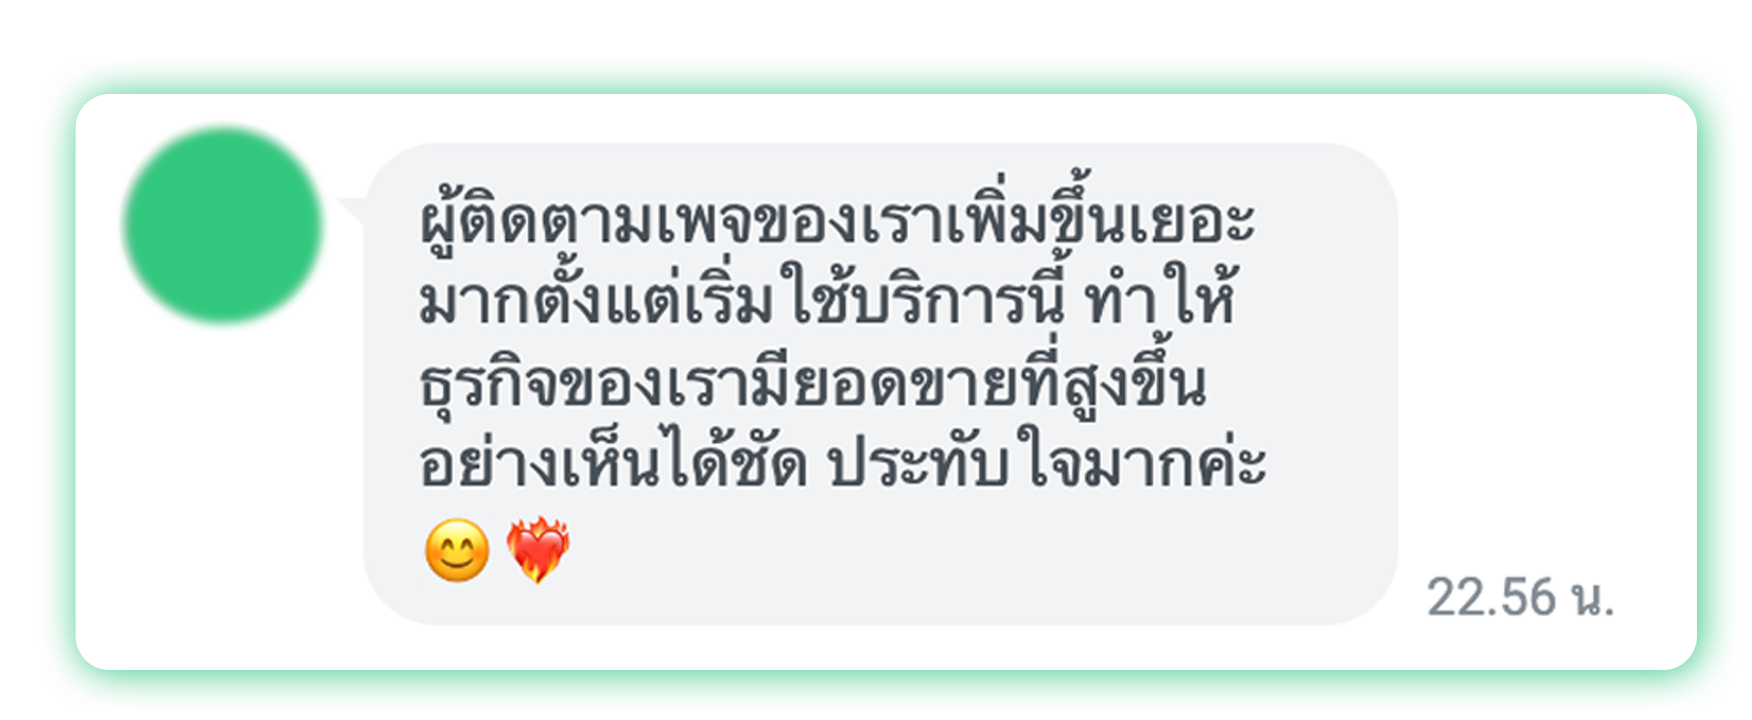 ผู้ติดตามเพจของเราเพิ่มขึ้นเยอะ
มากตั้งแต่เริ่มใช้บริการนี้ ทำให้
ธุรกิจของเรามียอดขายที่สูงขึ้น
อย่างเห็นได้ชัด ประทับใจมากค่ะ
😊 ❤️‍🔥
22.56 น.